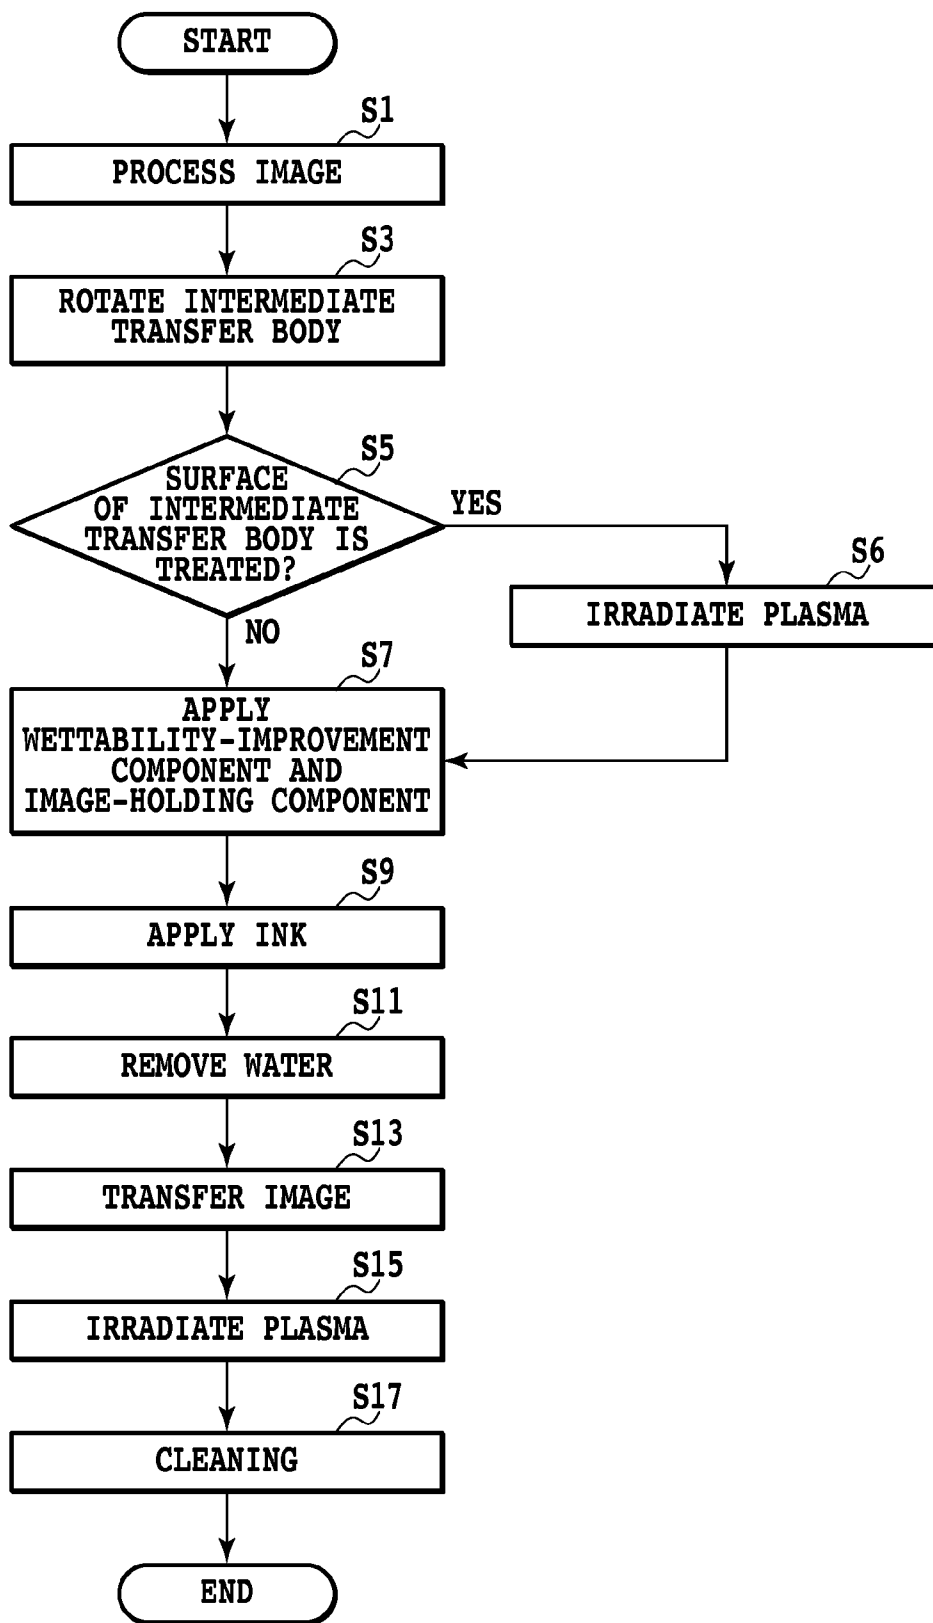 START
S1
PROCESS IMAGE
S3
ROTATE INTERMEDIATE
TRANSFER BODY
S5
SURFACE
OF INTERMEDIATE
TRANSFER BODY IS
TREATED?
YES
S6
IRRADIATE PLASMA
NO
S7
APPLY
WETTABILITY-IMPROVEMENT
COMPONENT AND
IMAGE-HOLDING COMPONENT
S9
APPLY INK
S11
REMOVE WATER
S13
TRANSFER IMAGE
S15
IRRADIATE PLASMA
S17
CLEANING
END